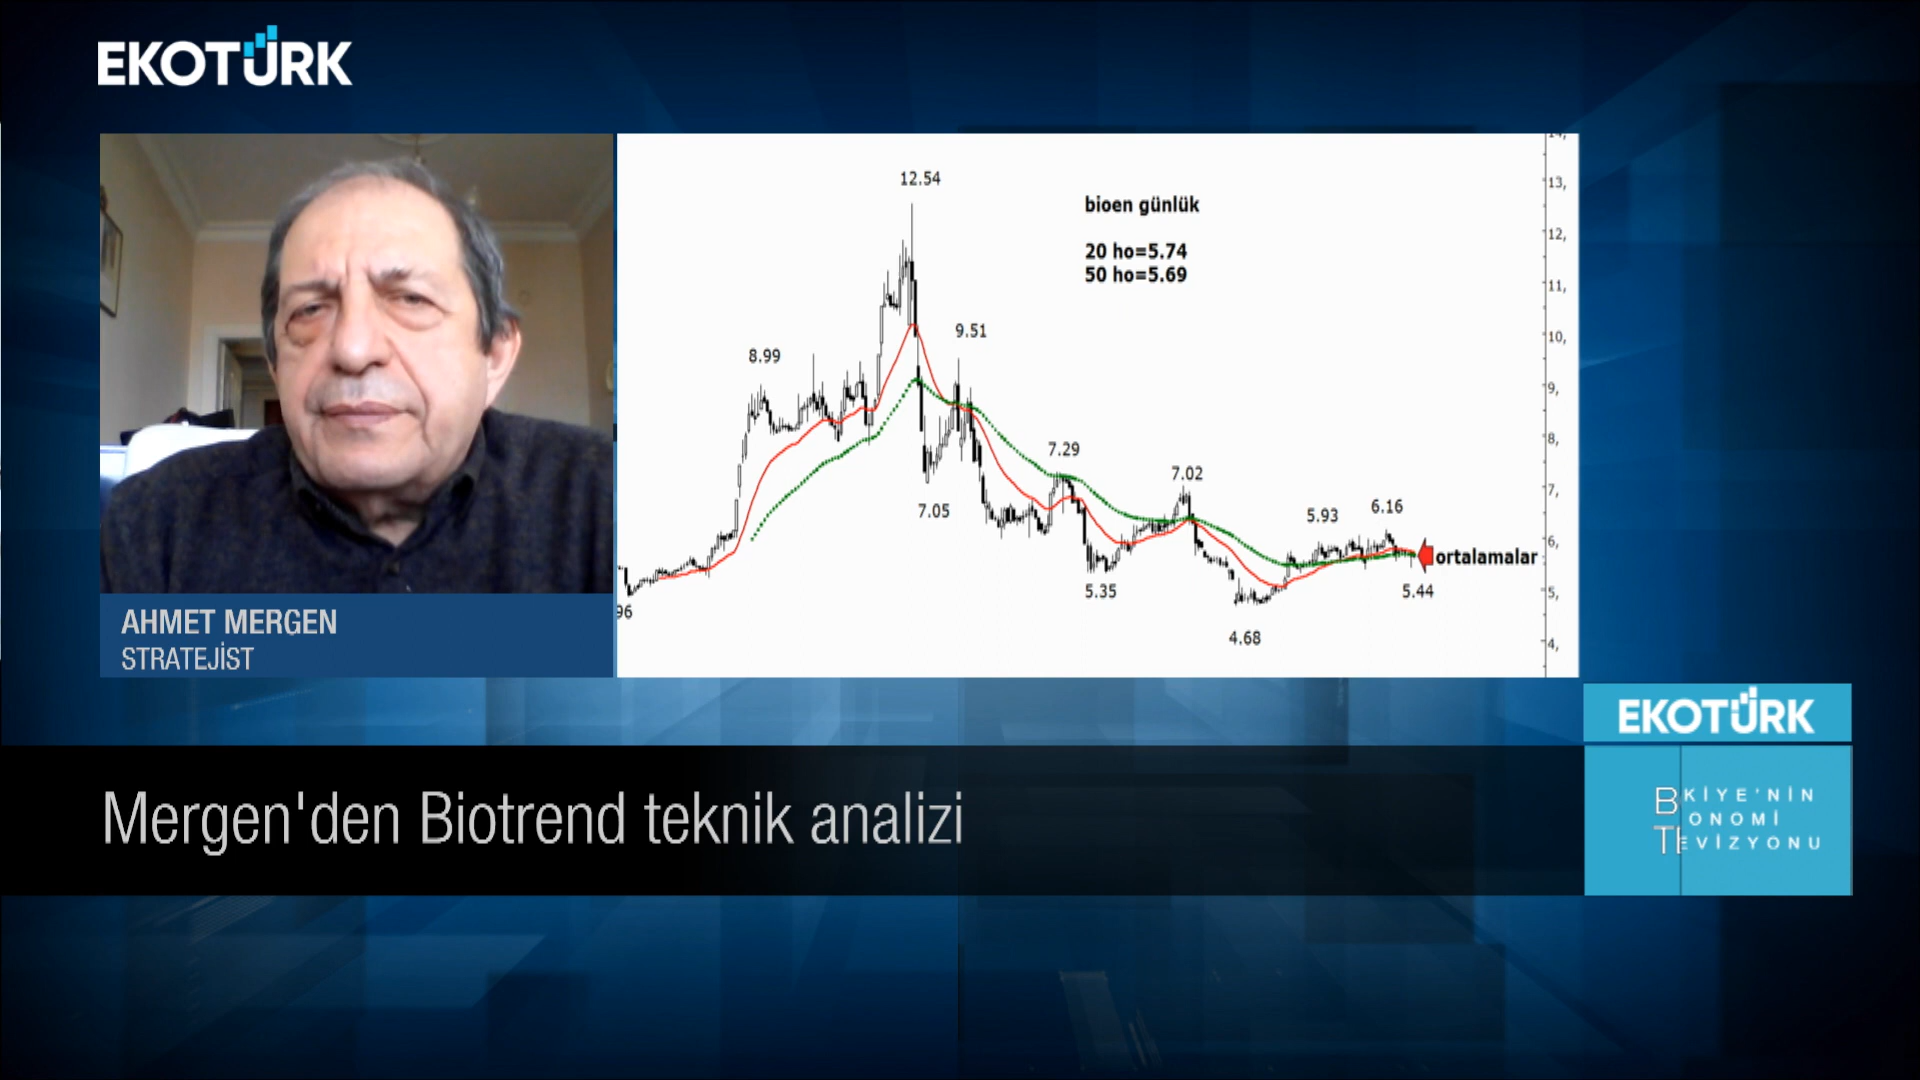 EKOTÜRK
12.54
bioen günlük
20 ho=5.74
50 ho=5.69
8.99
9.51
7.05
7.29
7.02
5.35
4.68
5.93
6.16
ortalamalar
5.44
96
14,
13,
12,
11,
10,
9,
8,
7,
6,
5,
4,
AHMET MERGEN
STRATEJİST
EKOTÜRK
Mergen'den Biotrend teknik analizi
KİYE'NİN
ONOMİ
EVİZYONU